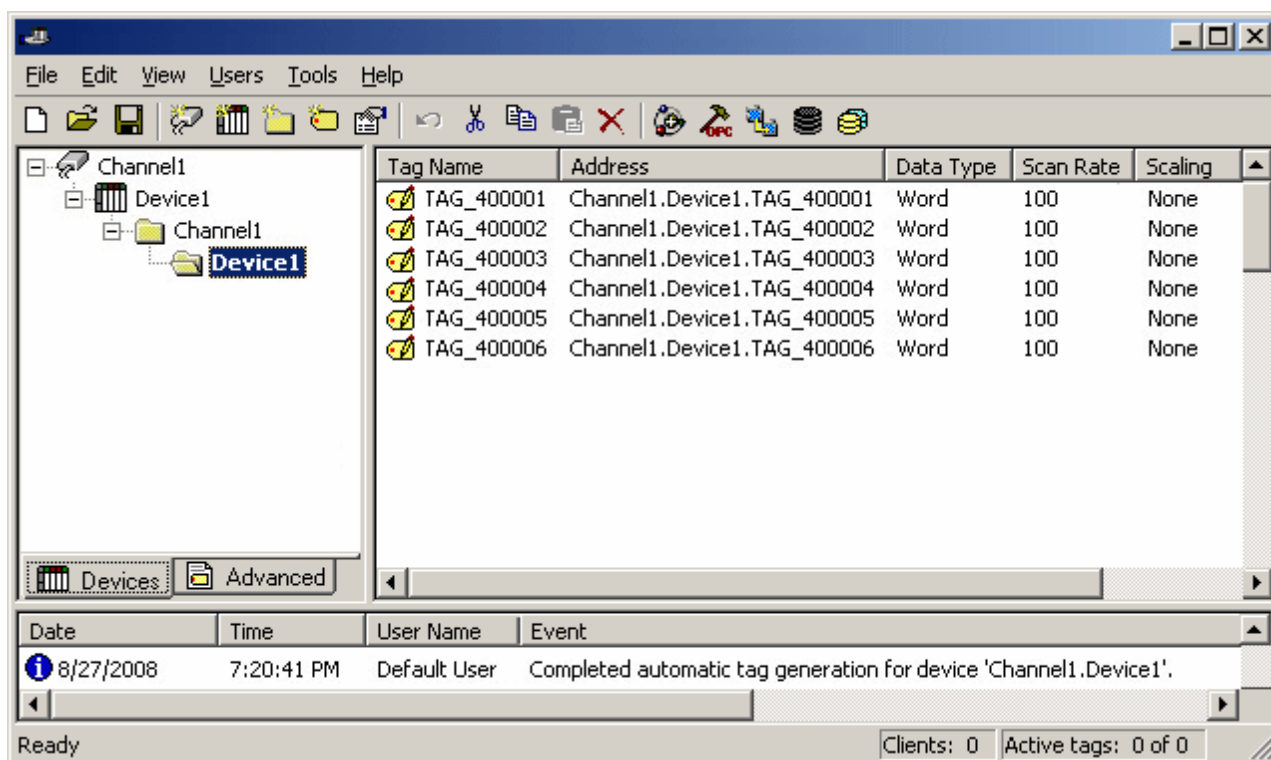 File Edit View Users Tools Help
OPC
Channel1
Device1
Channel1
Device1
Devices Advanced
Tag Name Address Data Type Scan Rate Scaling
TAG_400001 Channel1.Device1.TAG_400001 Word 100 None
TAG_400002 Channel1.Device1.TAG_400002 Word 100 None
TAG_400003 Channel1.Device1.TAG_400003 Word 100 None
TAG_400004 Channel1.Device1.TAG_400004 Word 100 None
TAG_400005 Channel1.Device1.TAG_400005 Word 100 None
TAG_400006 Channel1.Device1.TAG_400006 Word 100 None
Date Time User Name Event
8/27/2008 7:20:41 PM Default User Completed automatic tag generation for device 'Channel1.Device1'.
Ready Clients: 0 Active tags: 0 of 0